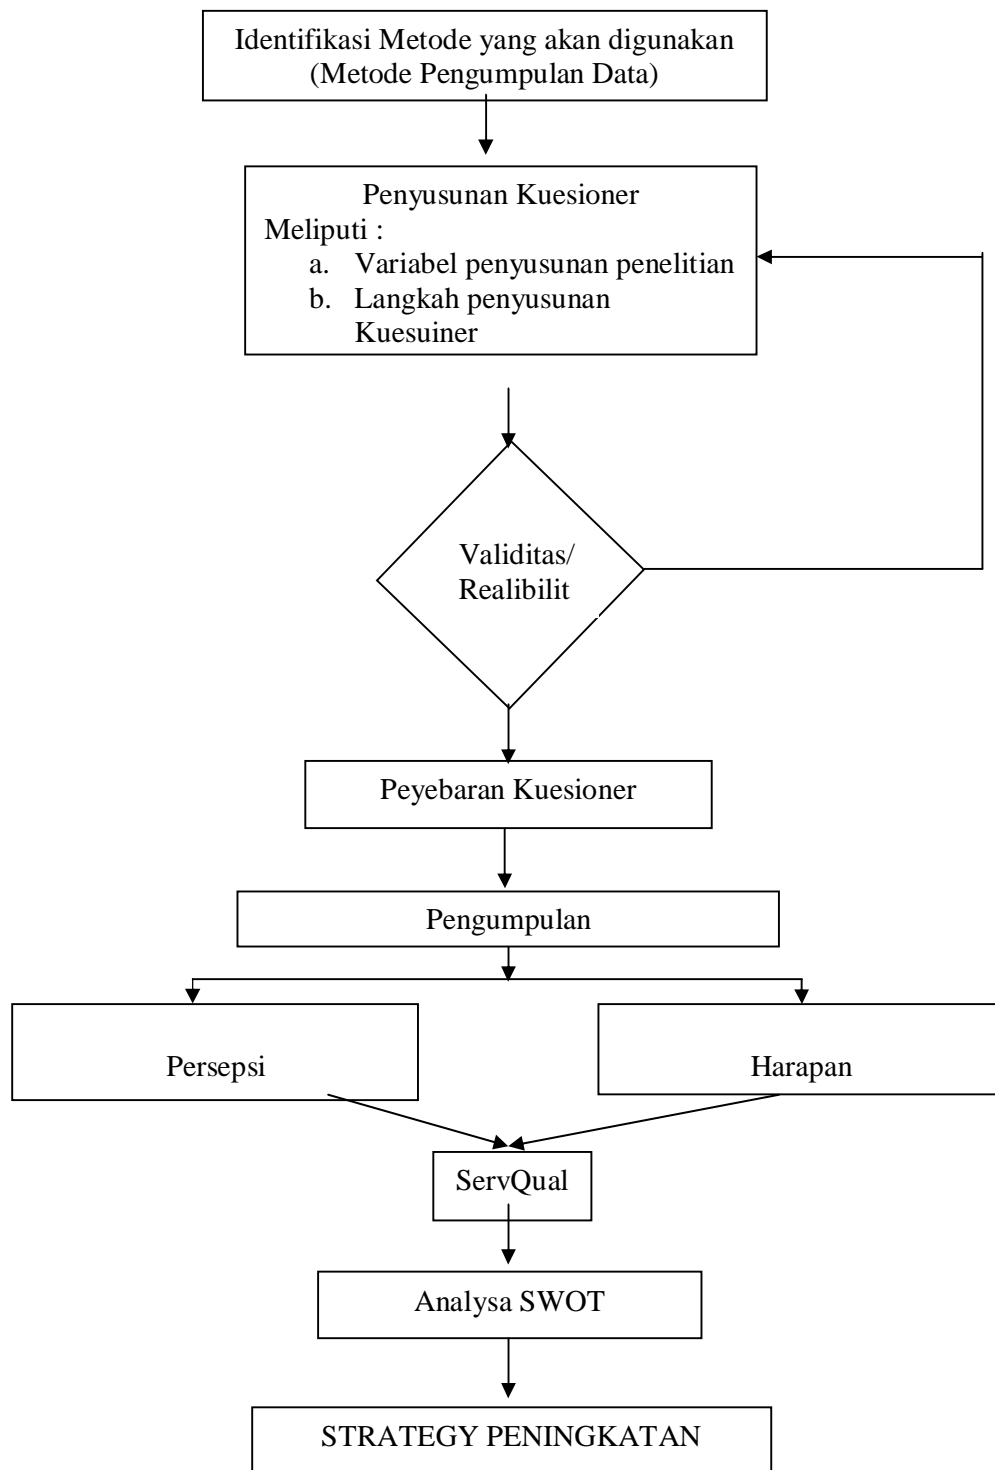 Identifikasi Metode yang akan digunakan
(Metode Pengumpulan Data)
Penyusunan Kuesioner
Meliputi :
a. Variabel penyusunan penelitian
b. Langkah penyusunan
Kuesuiner
Validitas/
Realibilit
Peyebaran Kuesioner
Pengumpulan
Persepsi
Harapan
ServQual
Analysa SWOT
STRATEGY PENINGKATAN